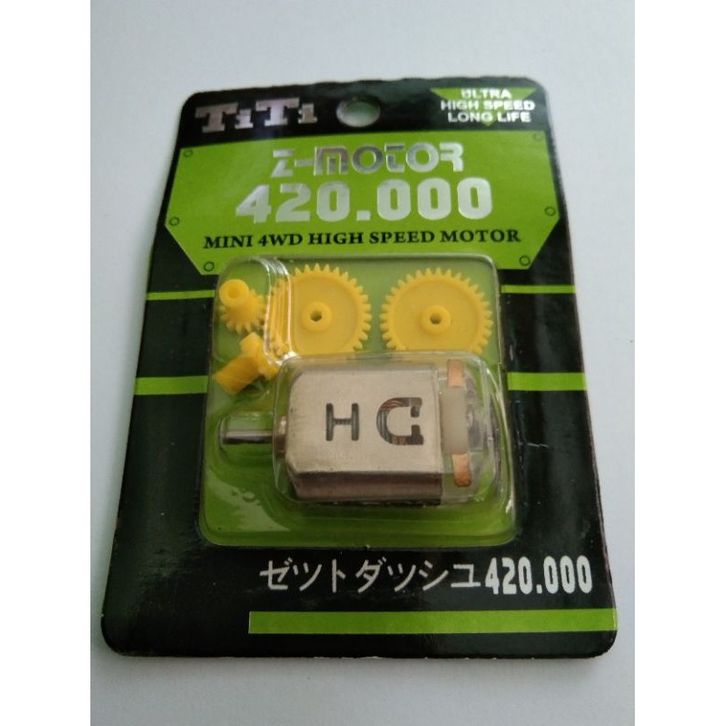 TiTi
ULTRA
HIGH SPEED
LONG LIFE
Z-MOTOR
420.000
MINI 4WD HIGH SPEED MOTOR
HG
ゼツトダツシユ420.000